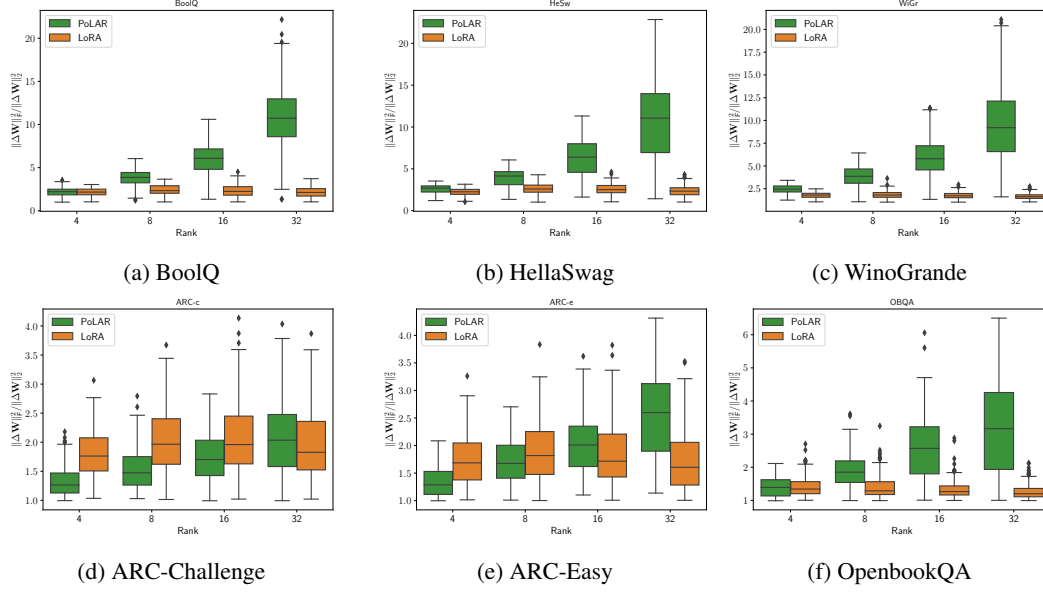 BoolQ
PoLAR
LoRA
‖ΔW‖²_F/‖ΔW‖²_2
20
15
10
5
0
4 8 16 32
Rank
(a) BoolQ
HeSw
PoLAR
LoRA
‖ΔW‖²_F/‖ΔW‖²_2
20
15
10
5
0
4 8 16 32
Rank
(b) HellaSwag
WiGr
PoLAR
LoRA
‖ΔW‖²_F/‖ΔW‖²_2
20.0
17.5
15.0
12.5
10.0
7.5
5.0
2.5
4 8 16 32
Rank
(c) WinoGrande
ARC-c
PoLAR
LoRA
‖ΔW‖²_F/‖ΔW‖²_2
4.0
3.5
3.0
2.5
2.0
1.5
1.0
4 8 16 32
Rank
(d) ARC-Challenge
ARC-e
PoLAR
LoRA
‖ΔW‖²_F/‖ΔW‖²_2
4.0
3.5
3.0
2.5
2.0
1.5
1.0
4 8 16 32
Rank
(e) ARC-Easy
OBQA
PoLAR
LoRA
‖ΔW‖²_F/‖ΔW‖²_2
6
5
4
3
2
1
4 8 16 32
Rank
(f) OpenbookQA